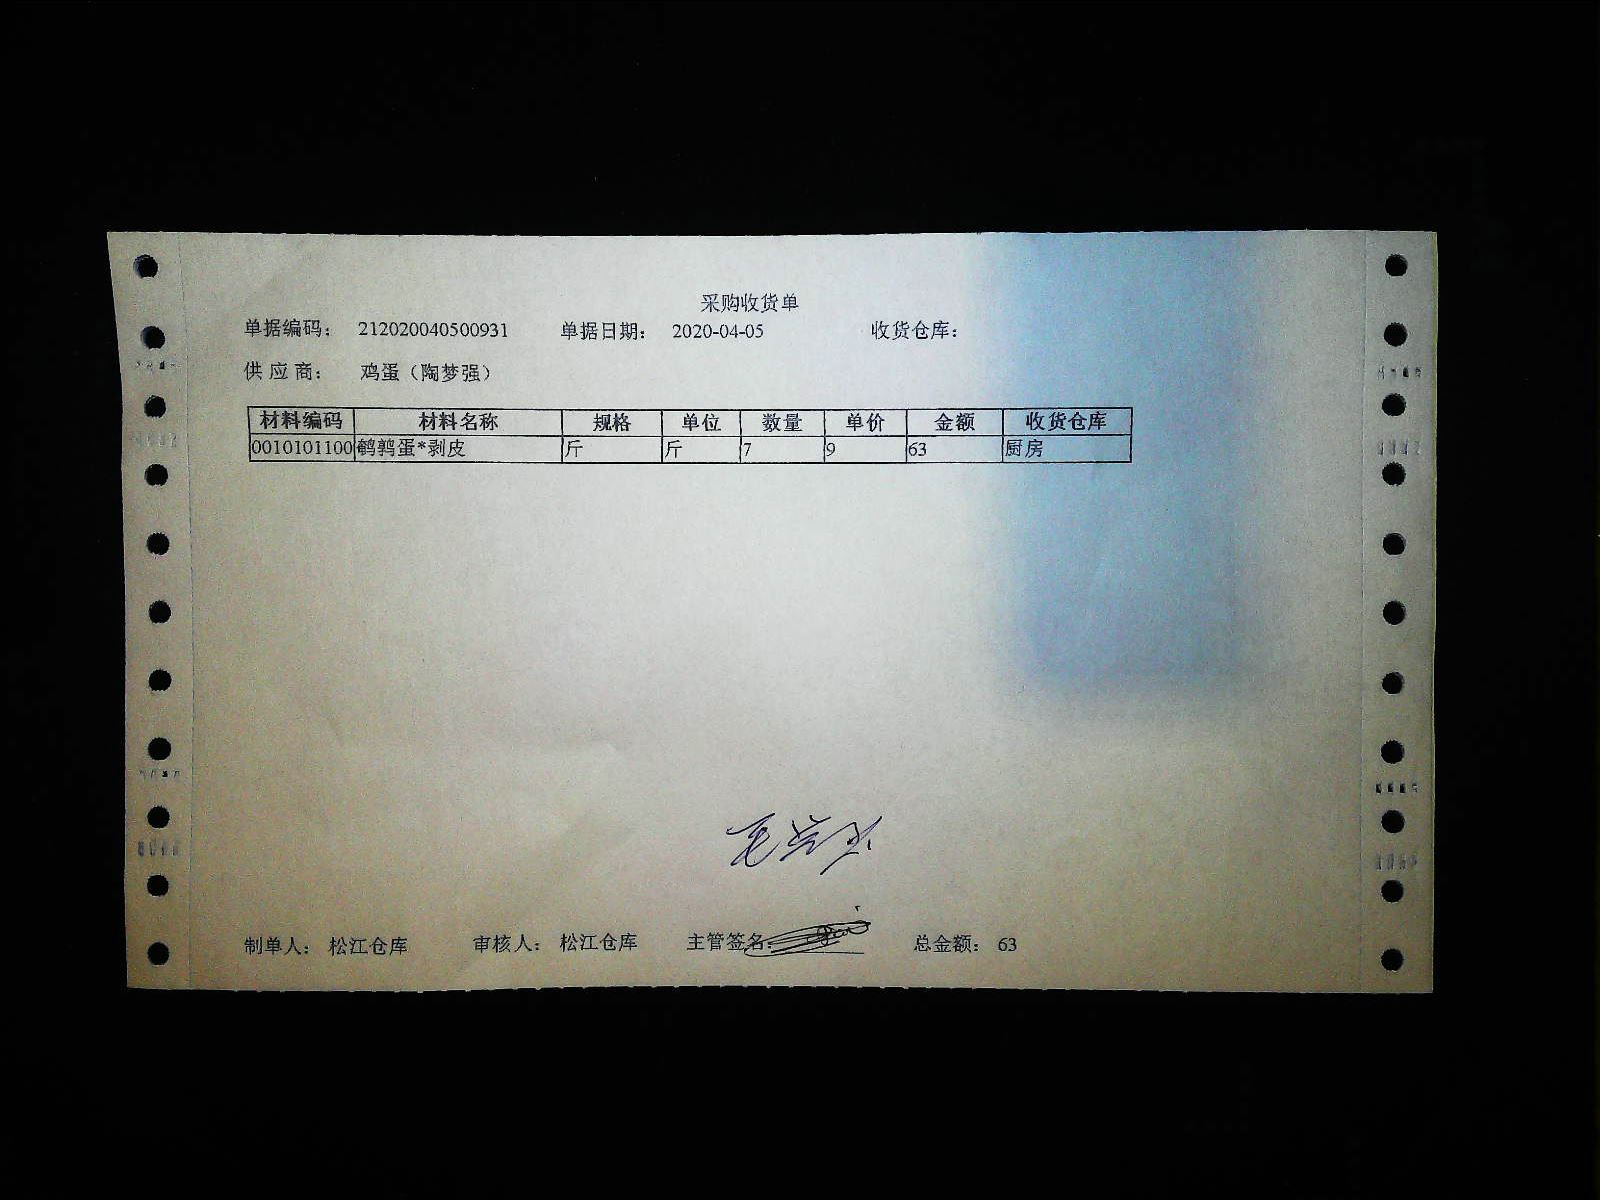 采购收货单
单据编码： 212020040500931 单据日期： 2020-04-05 收货仓库：
供 应 商： 鸡蛋（陶梦强）
材料编码 材料名称 规格 单位 数量 单价 金额 收货仓库
0010101100 鹌鹑蛋*剥皮 斤 斤 7 9 63 厨房
制单人： 松江仓库 审核人： 松江仓库 主管签名： 总金额： 63